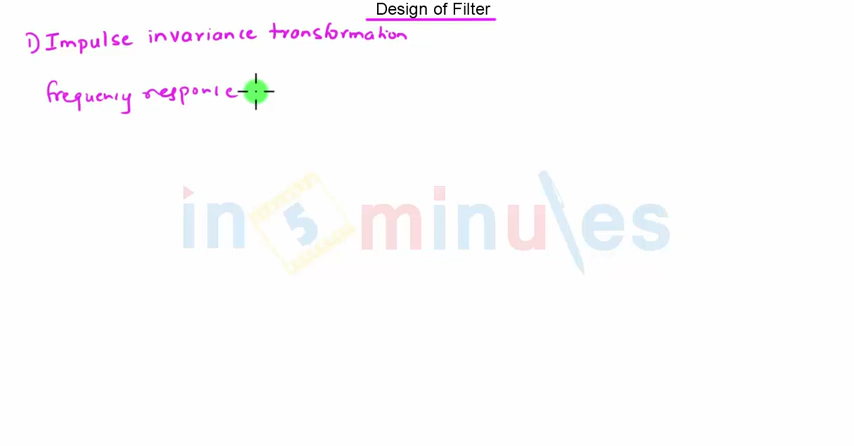 Design of Filter
1) Impulse invariance transformation
frequency response
in 5 minutes